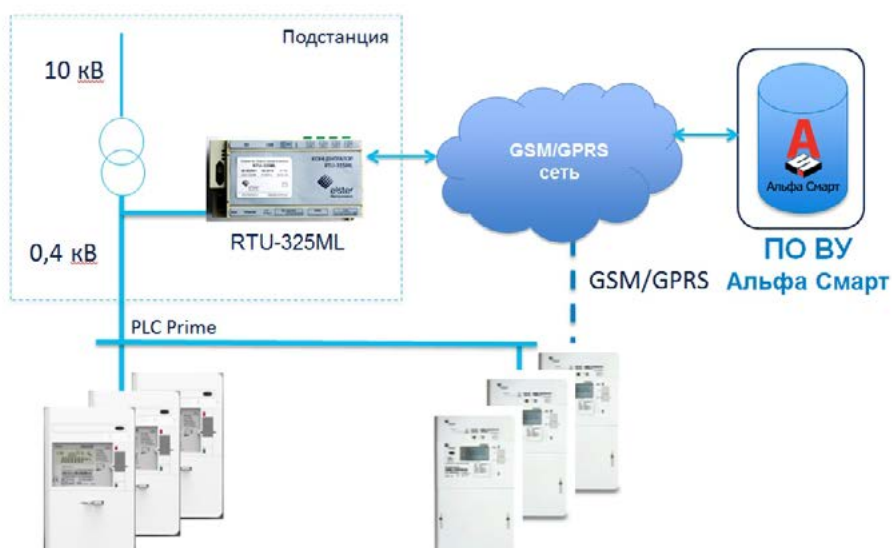 Подстанция
10 кВ
GSM/GPRS
сеть
Альфа Смарт
RTU-325ML
0,4 кВ
ПО ВУ
Альфа Смарт
GSM/GPRS
PLC Prime